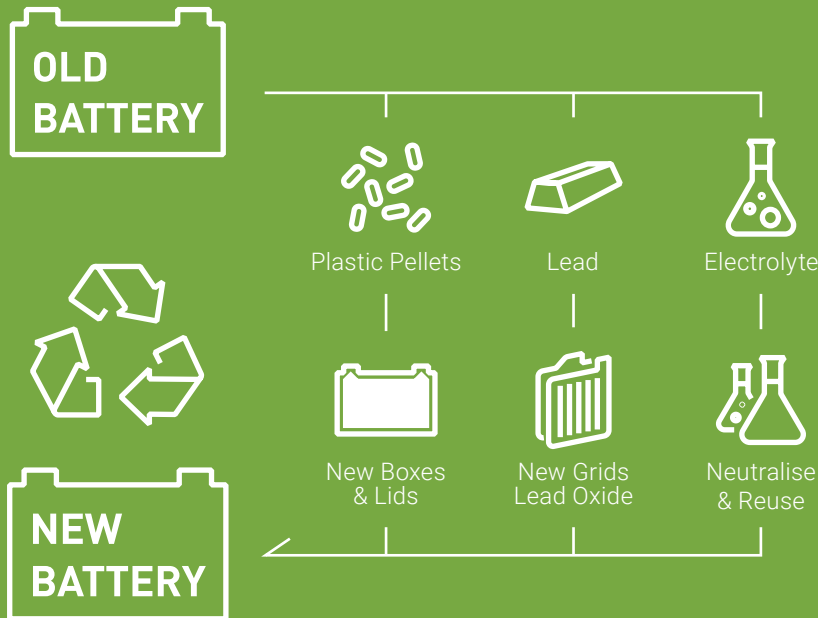 OLD
BATTERY
Plastic Pellets
Lead
Electrolyte
New Boxes
& Lids
New Grids
Lead Oxide
Neutralise
& Reuse
NEW
BATTERY